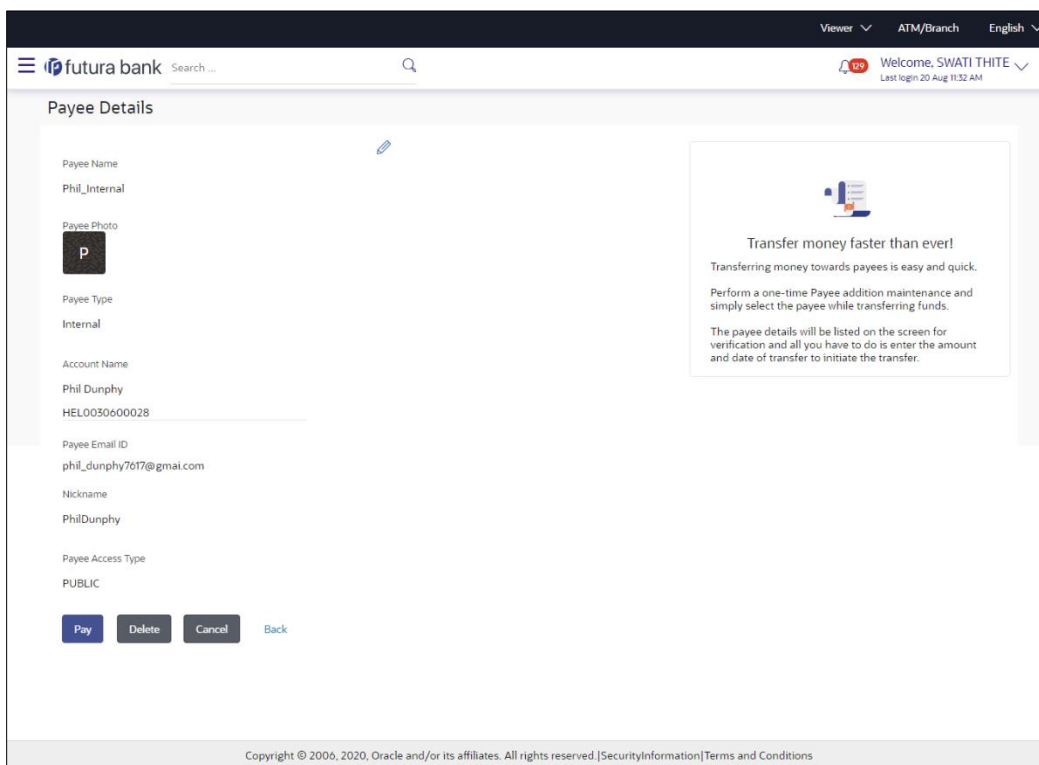 Viewer ATM/Branch English
futura bank Search ... 129 Welcome, SWATI THITE
Last login 20 Aug 11:32 AM
Payee Details
Payee Name
Phil_Internal
Payee Photo
P
Payee Type
Internal
Account Name
Phil Dunphy
HEL0030600028
Payee Email ID
phil_dunphy7617@gmai.com
Nickname
PhilDunphy
Payee Access Type
PUBLIC
Pay Delete Cancel Back
Transfer money faster than ever!
Transferring money towards payees is easy and quick.
Perform a one-time Payee addition maintenance and
simply select the payee while transferring funds.
The payee details will be listed on the screen for
verification and all you have to do is enter the amount
and date of transfer to initiate the transfer.
Copyright © 2006, 2020, Oracle and/or its affiliates. All rights reserved.|SecurityInformation|Terms and Conditions